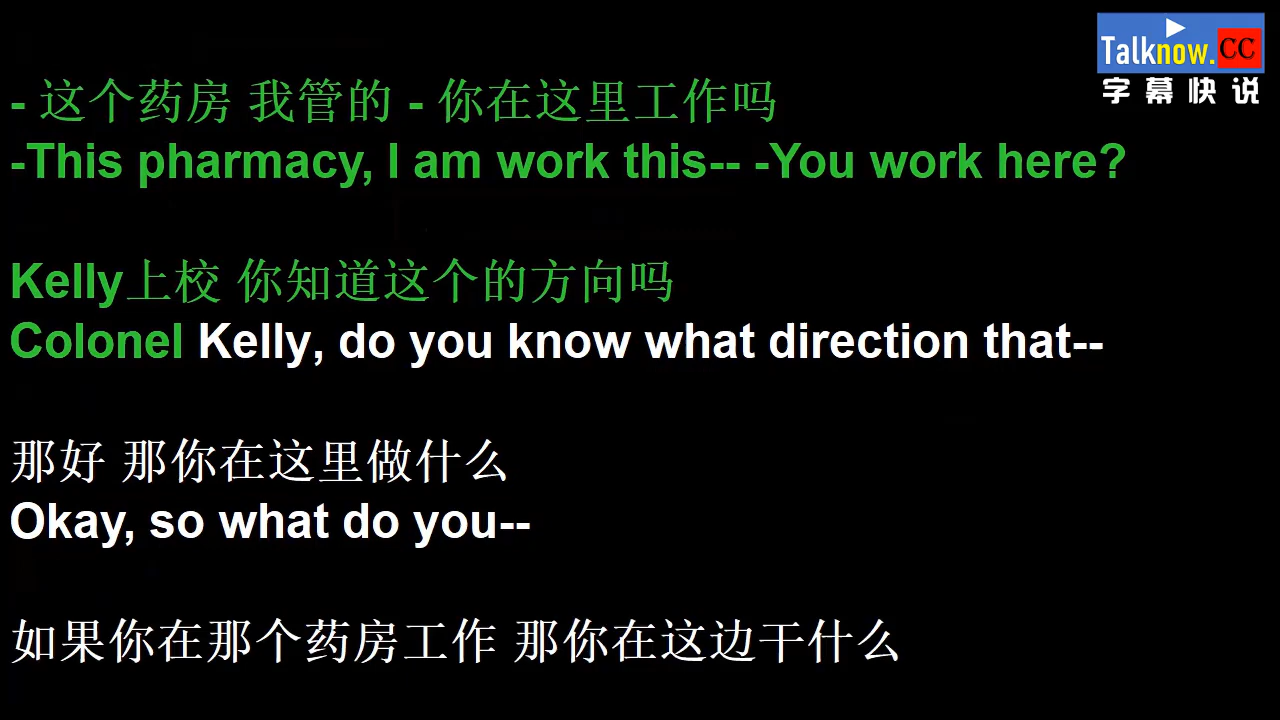 Talknow.CC
字幕快说
- 这个药房 我管的 - 你在这里工作吗
-This pharmacy, I am work this-- -You work here?
Kelly上校 你知道这个的方向吗
Colonel Kelly, do you know what direction that--
那好 那你在这里做什么
Okay, so what do you--
如果你在那个药房工作 那你在这边干什么